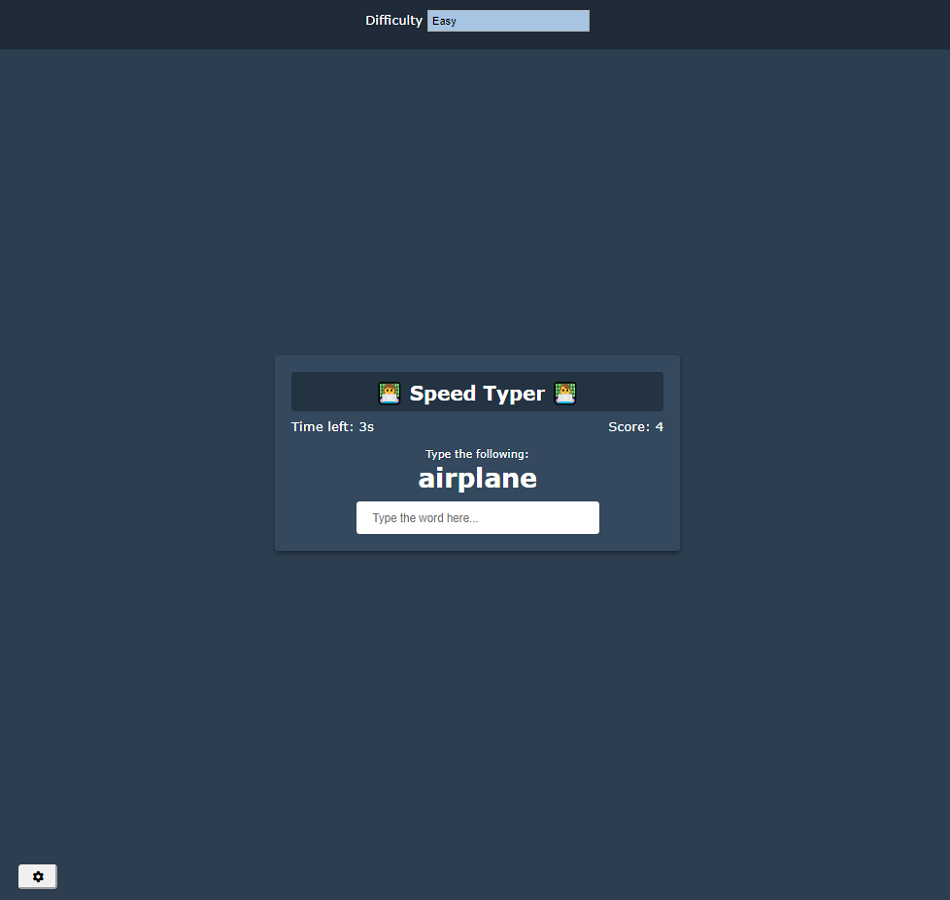 Difficulty Easy
Speed Typer
Time left: 3s Score: 4
Type the following:
airplane
Type the word here...